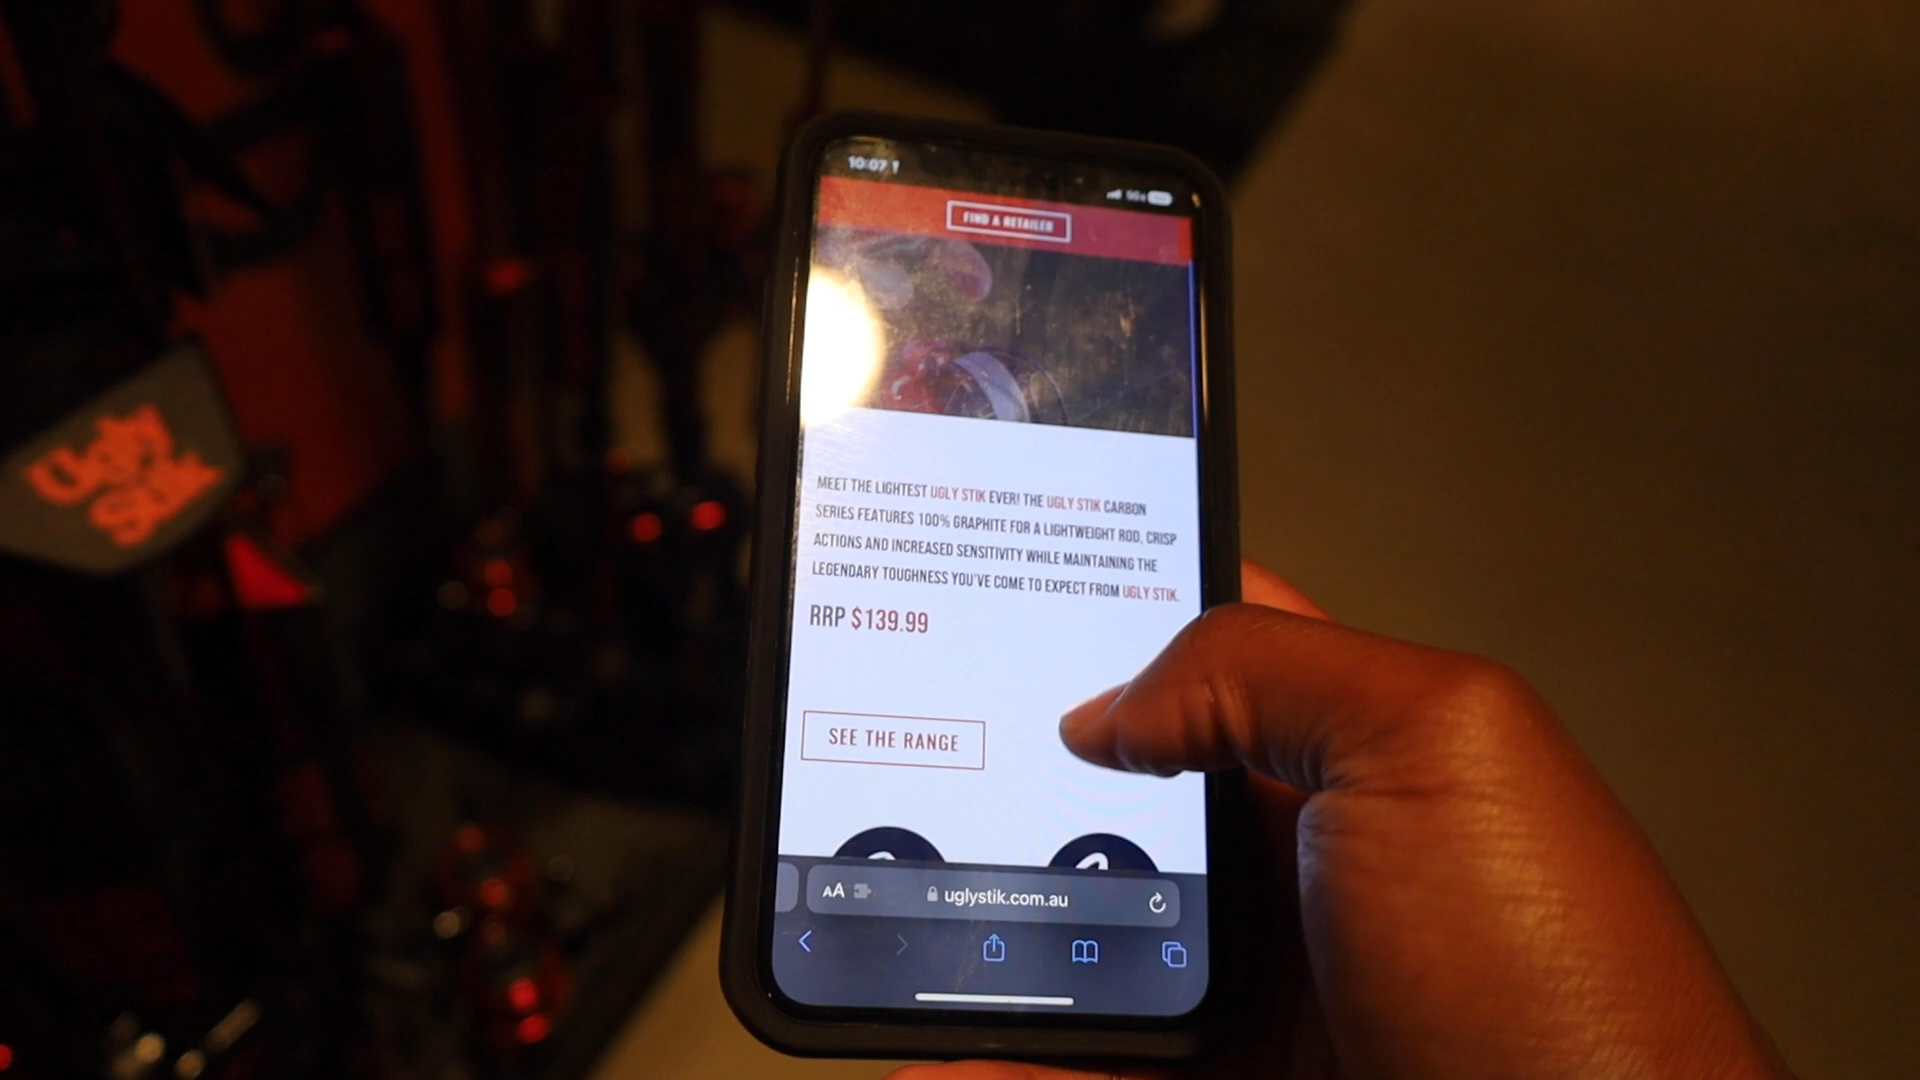 10:07
FIND A RETAILER
Ugly
Stik
MEET THE LIGHTEST UGLY STIK EVER! THE UGLY STIK CARBON
SERIES FEATURES 100% GRAPHITE FOR A LIGHTWEIGHT ROD, CRISP
ACTIONS AND INCREASED SENSITIVITY WHILE MAINTAINING THE
LEGENDARY TOUGHNESS YOU'VE COME TO EXPECT FROM UGLY STIK.
RRP $139.99
SEE THE RANGE
AA
uglystik.com.au